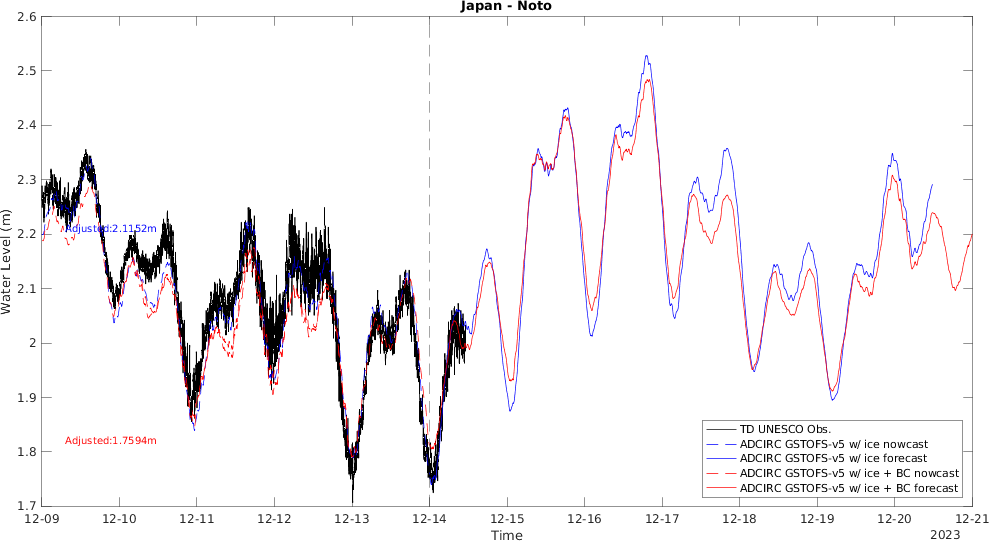 Japan - Noto
Water Level (m)
2.6
2.5
2.4
2.3
2.2
2.1
2
1.9
1.8
1.7
Adjusted:2.1152m
Adjusted:1.7594m
TD UNESCO Obs.
ADCIRC GSTOFS-v5 w/ ice nowcast
ADCIRC GSTOFS-v5 w/ ice forecast
ADCIRC GSTOFS-v5 w/ ice + BC nowcast
ADCIRC GSTOFS-v5 w/ ice + BC forecast
12-09 12-10 12-11 12-12 12-13 12-14 12-15 12-16 12-17 12-18 12-19 12-20 12-21
Time
2023